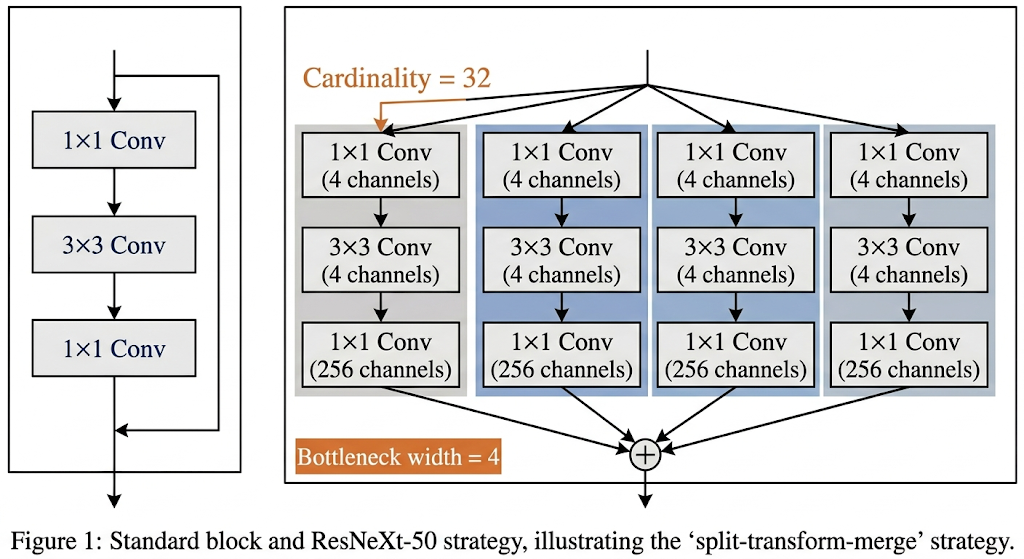 1×1 Conv
3×3 Conv
1×1 Conv
Cardinality = 32
1×1 Conv
(4 channels)
3×3 Conv
(4 channels)
1×1 Conv
(256 channels)
1×1 Conv
(4 channels)
3×3 Conv
(4 channels)
1×1 Conv
(256 channels)
1×1 Conv
(4 channels)
3×3 Conv
(4 channels)
1×1 Conv
(256 channels)
1×1 Conv
(4 channels)
3×3 Conv
(4 channels)
1×1 Conv
(256 channels)
+
Bottleneck width = 4
Figure 1: Standard block and ResNeXt-50 strategy, illustrating the ‘split-transform-merge’ strategy.